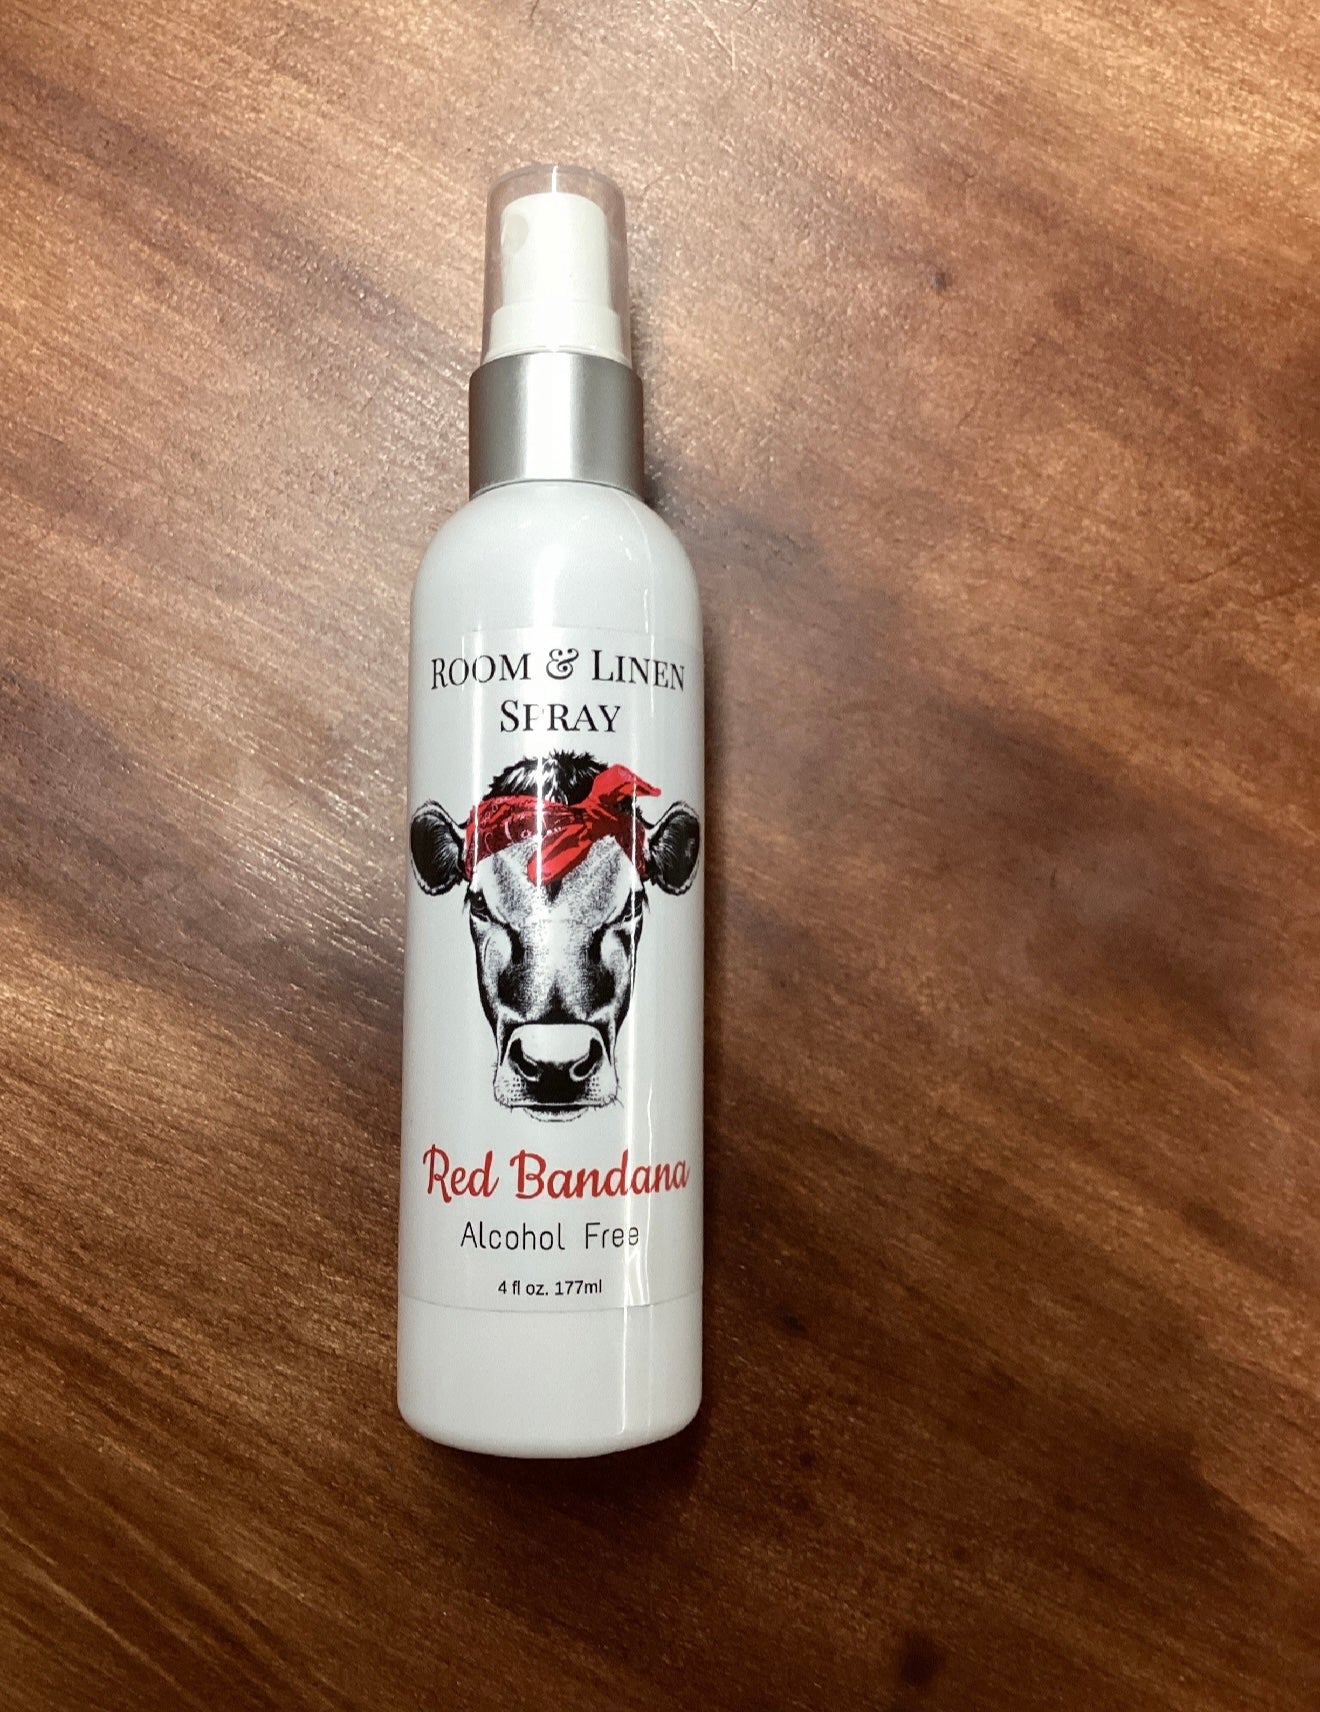 Room & Linen
Spray
Red Bandana
Alcohol Free
4 fl oz. 177ml